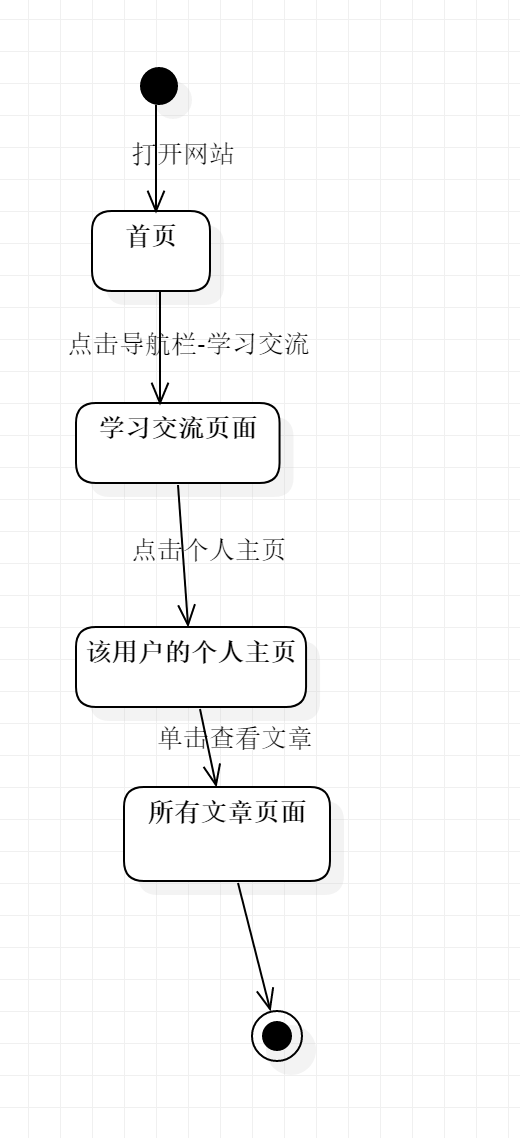 打开网站
首页
点击导航栏-学习交流
学习交流页面
点击个人主页
该用户的个人主页
单击查看文章
所有文章页面